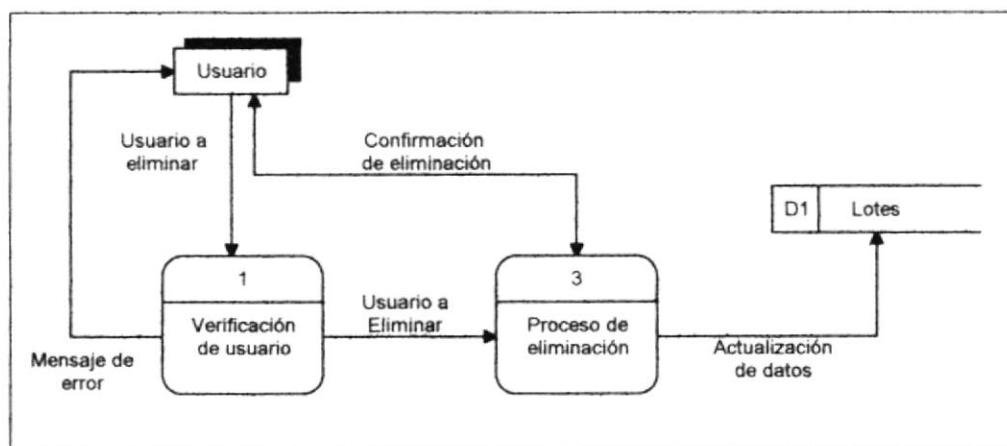 Usuario
Usuario a
eliminar
Confirmación
de eliminación
D1
Lotes
1
Verificación
de usuario
Usuario a
Eliminar
3
Proceso de
eliminación
Mensaje de
error
Actualización
de datos